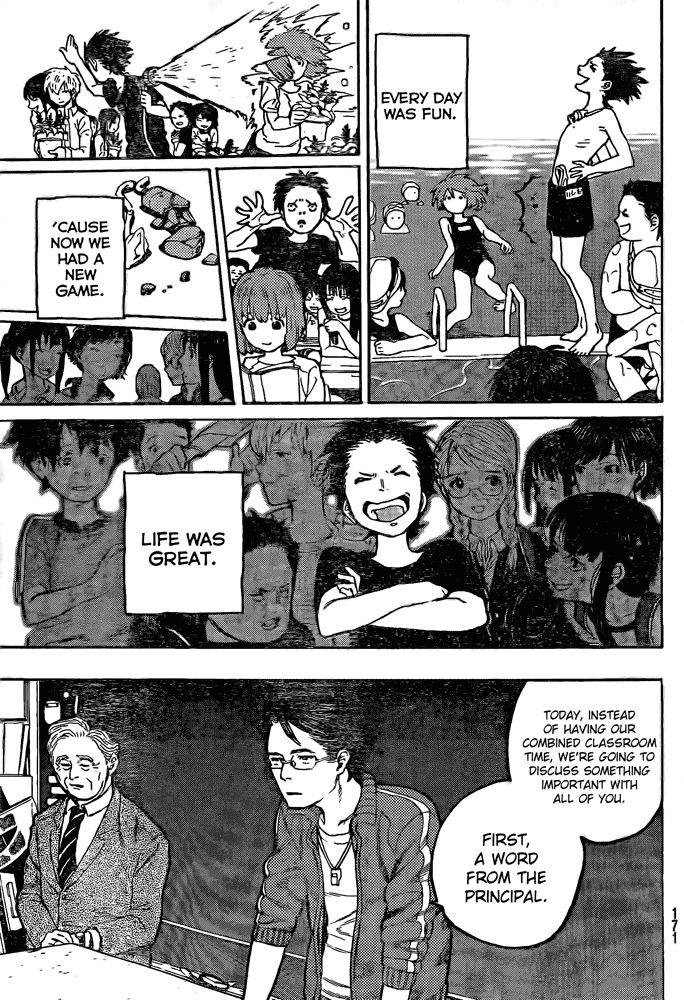 EVERY DAY
WAS FUN.
'CAUSE
NOW WE
HAD A
NEW
GAME.
LIFE WAS
GREAT.
TODAY, INSTEAD
OF HAVING OUR
COMBINED CLASSROOM
TIME, WE'RE GOING TO
DISCUSS SOMETHING
IMPORTANT WITH
ALL OF YOU.
FIRST,
A WORD
FROM THE
PRINCIPAL.
171